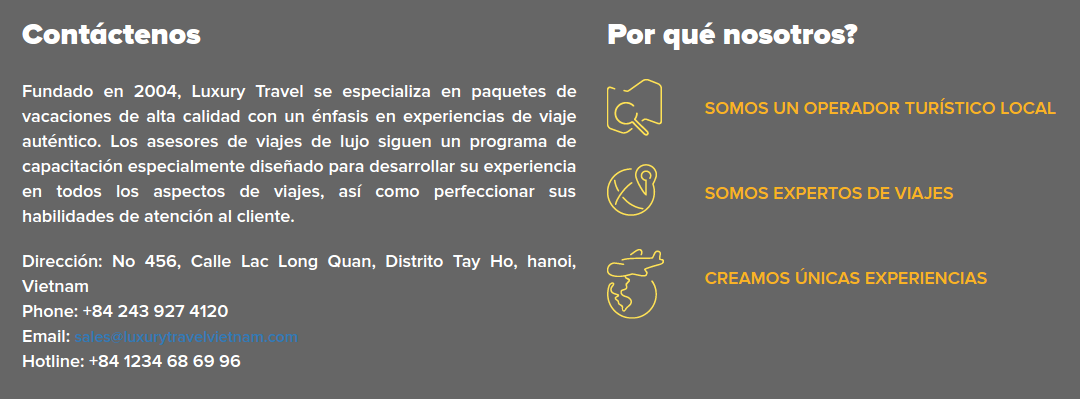 Contáctenos
Fundado en 2004, Luxury Travel se especializa en paquetes de
vacaciones de alta calidad con un énfasis en experiencias de viaje
auténtico. Los asesores de viajes de lujo siguen un programa de
capacitación especialmente diseñado para desarrollar su experiencia
en todos los aspectos de viajes, así como perfeccionar sus
habilidades de atención al cliente.
Dirección: No 456, Calle Lac Long Quan, Distrito Tay Ho, hanoi,
Vietnam
Phone: +84 243 927 4120
Email: sales@luxurytravelvietnam.com
Hotline: +84 1234 68 69 96
Por qué nosotros?
SOMOS UN OPERADOR TURÍSTICO LOCAL
SOMOS EXPERTOS DE VIAJES
CREAMOS ÚNICAS EXPERIENCIAS